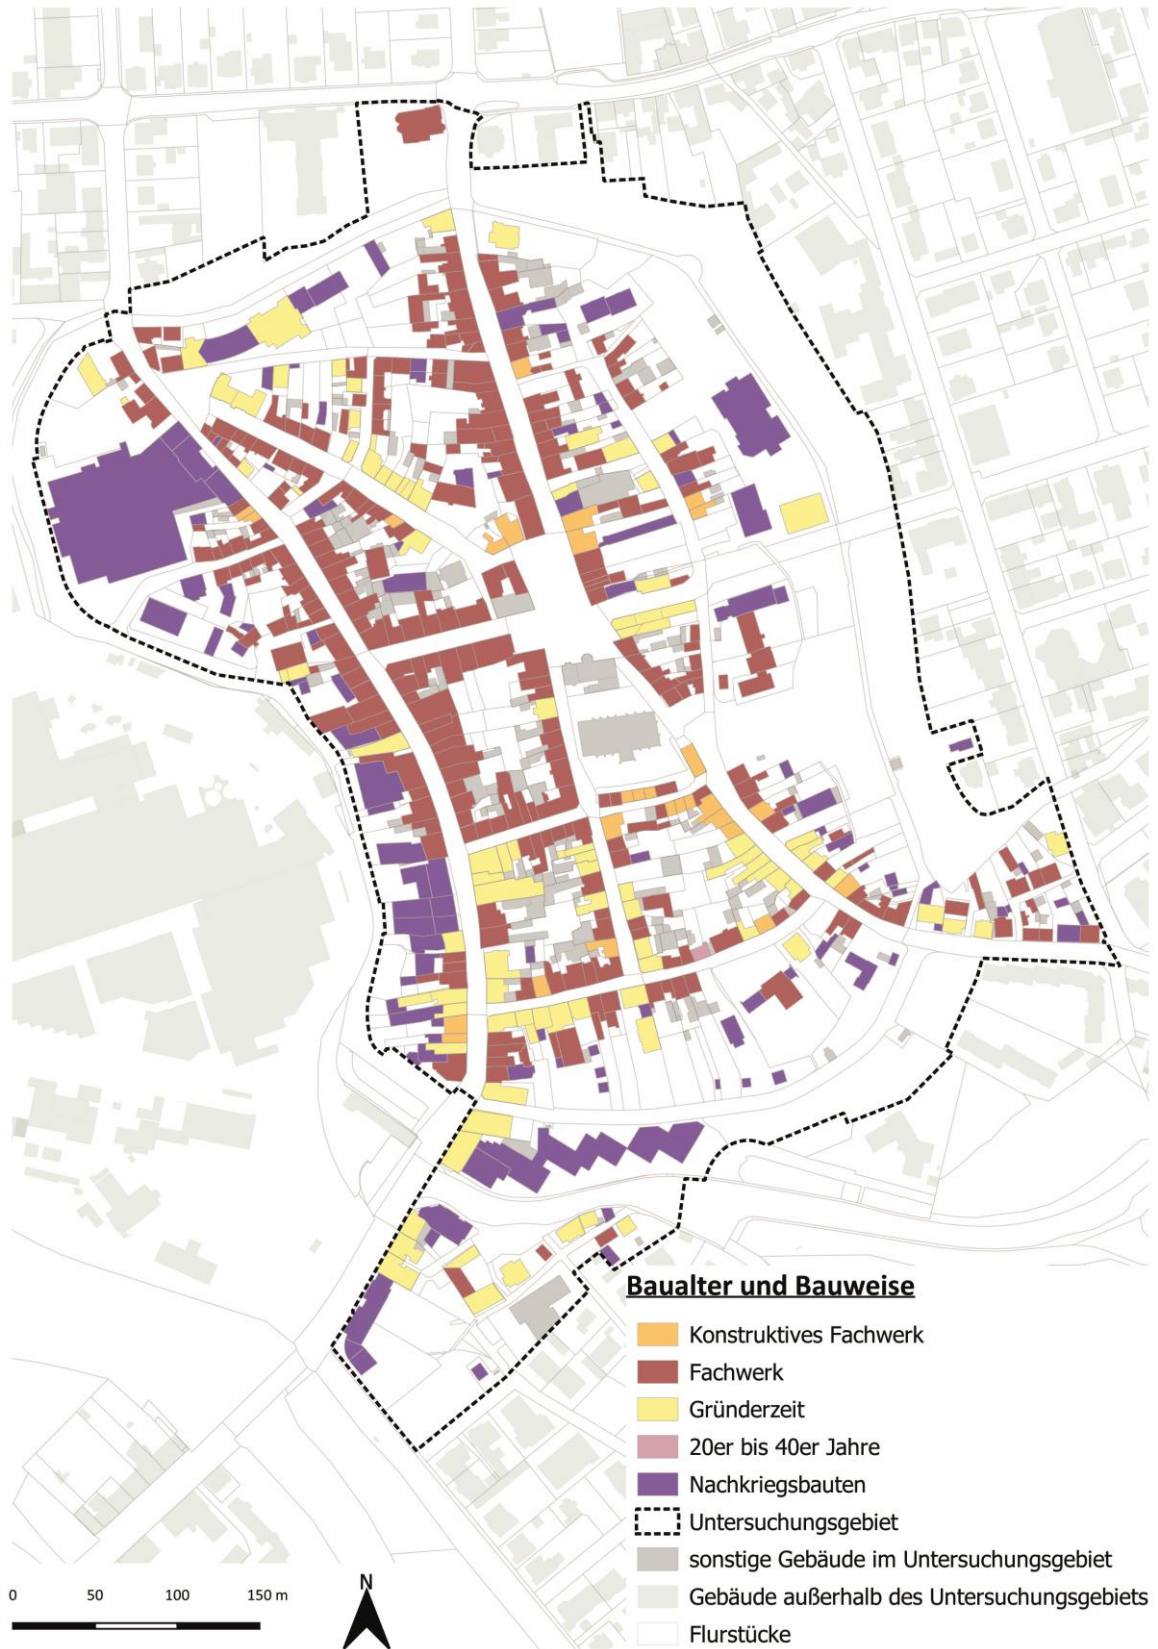 Baualter und Bauweise
Konstruktives Fachwerk
Fachwerk
Gründerzeit
20er bis 40er Jahre
Nachkriegsbauten
Untersuchungsgebiet
sonstige Gebäude im Untersuchungsgebiet
Gebäude außerhalb des Untersuchungsgebiets
Flurstücke
0 50 100 150 m
N